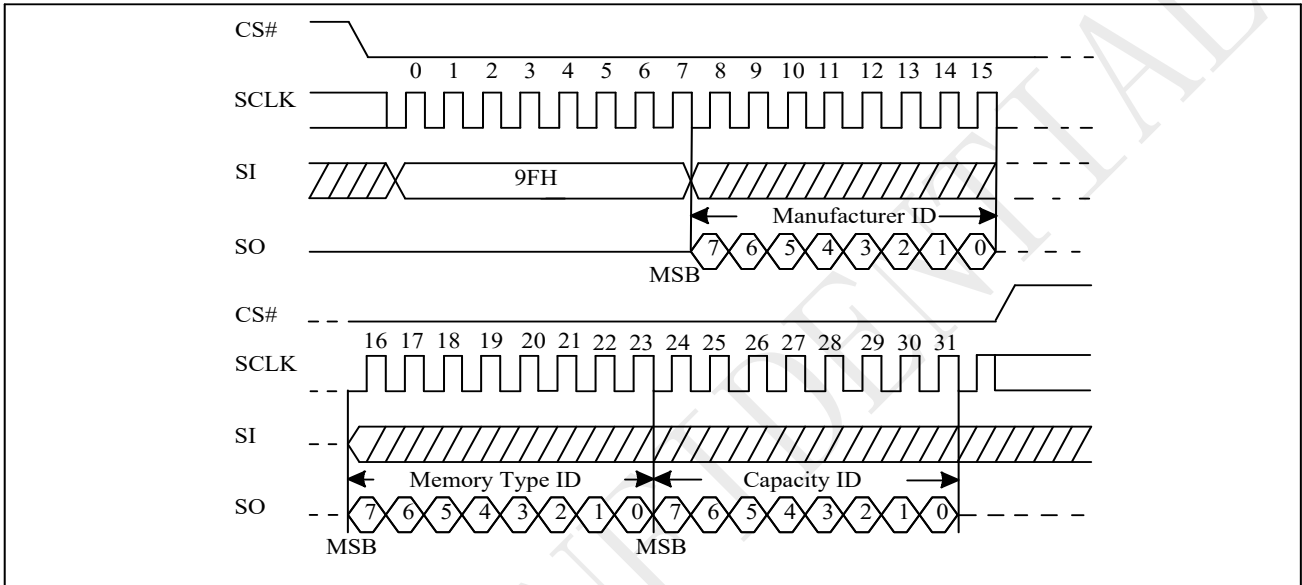 CS#
0 1 2 3 4 5 6 7 8 9 10 11 12 13 14 15
SCLK
SI
9FH
Manufacturer ID
SO
7 6 5 4 3 2 1 0
MSB
CS#
16 17 18 19 20 21 22 23 24 25 26 27 28 29 30 31
SCLK
SI
Memory Type ID Capacity ID
SO
7 6 5 4 3 2 1 0 7 6 5 4 3 2 1 0
MSB MSB